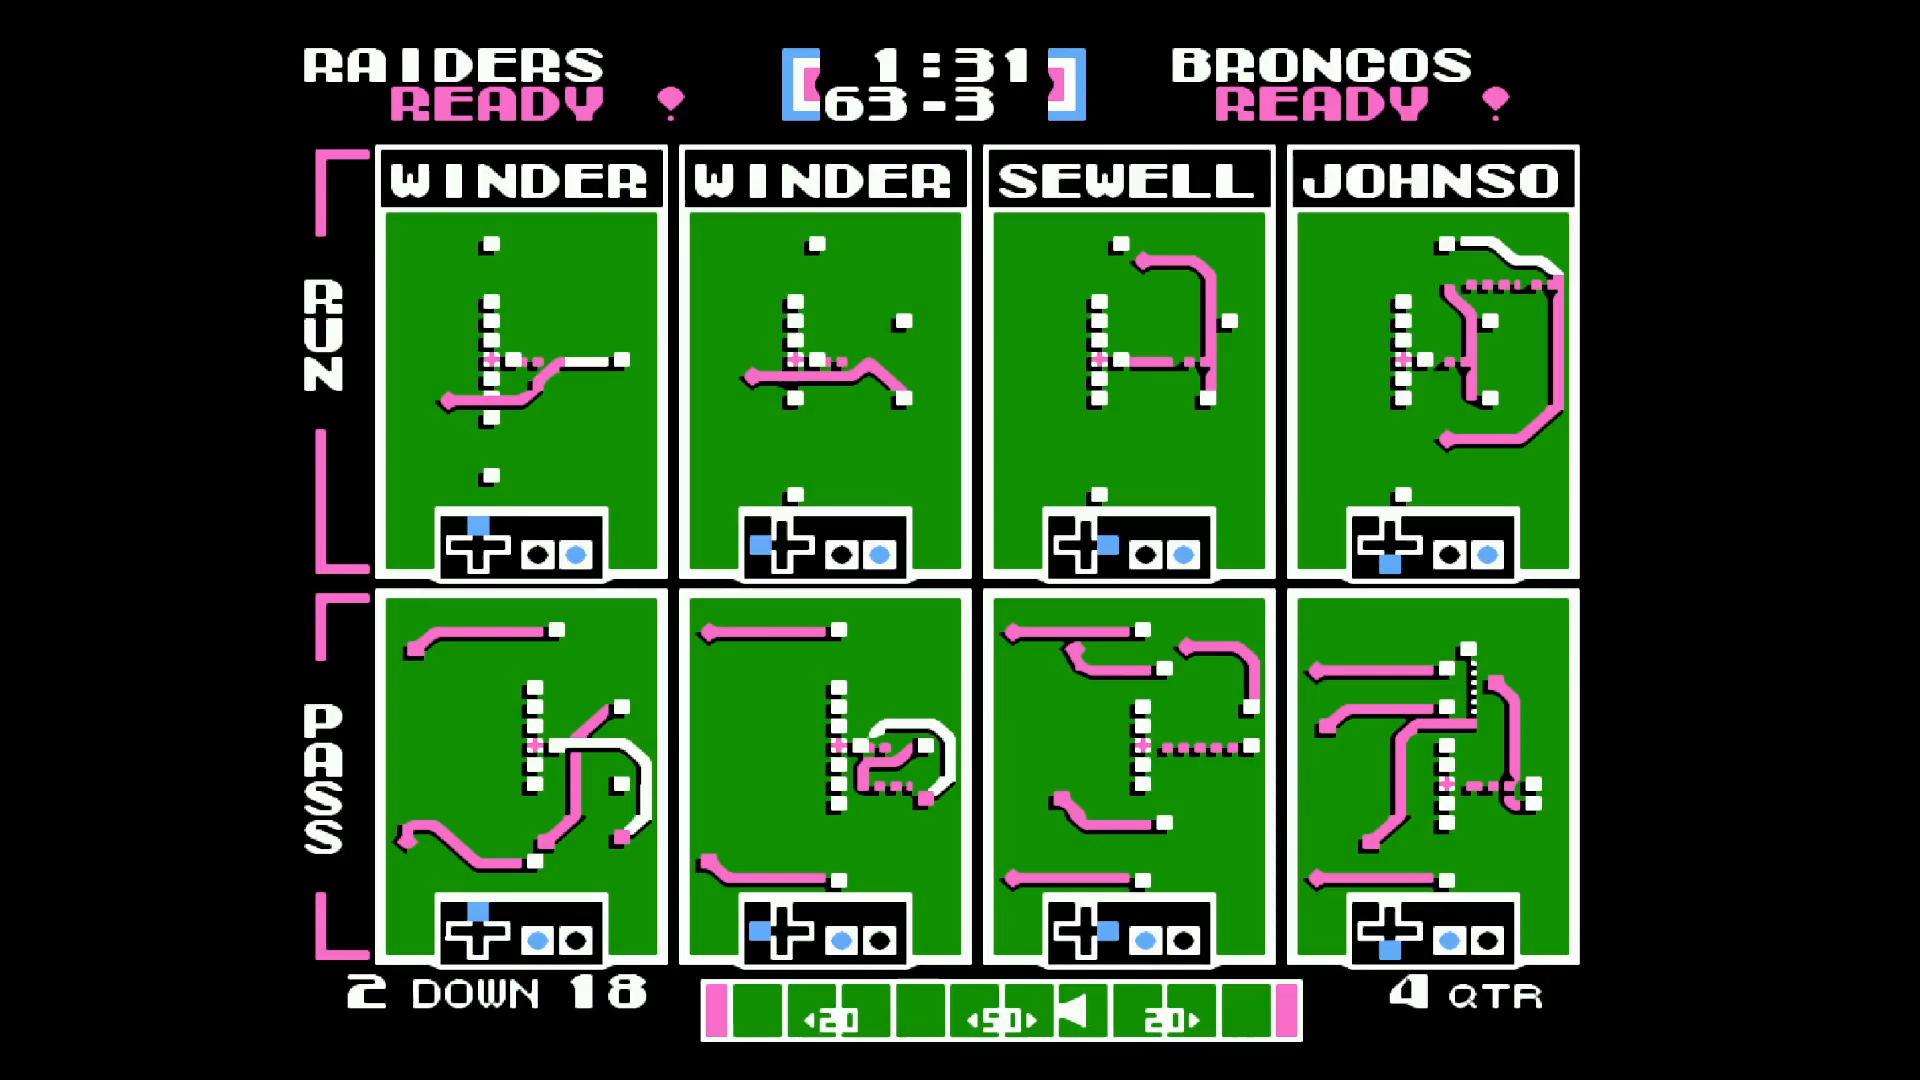 RAIDERS 1:31 BRONCOS
READY 63-3 READY
WINDER WINDER SEWELL JOHNSO
RUN
PASS
2 DOWN 18 4 QTR
20 50 20